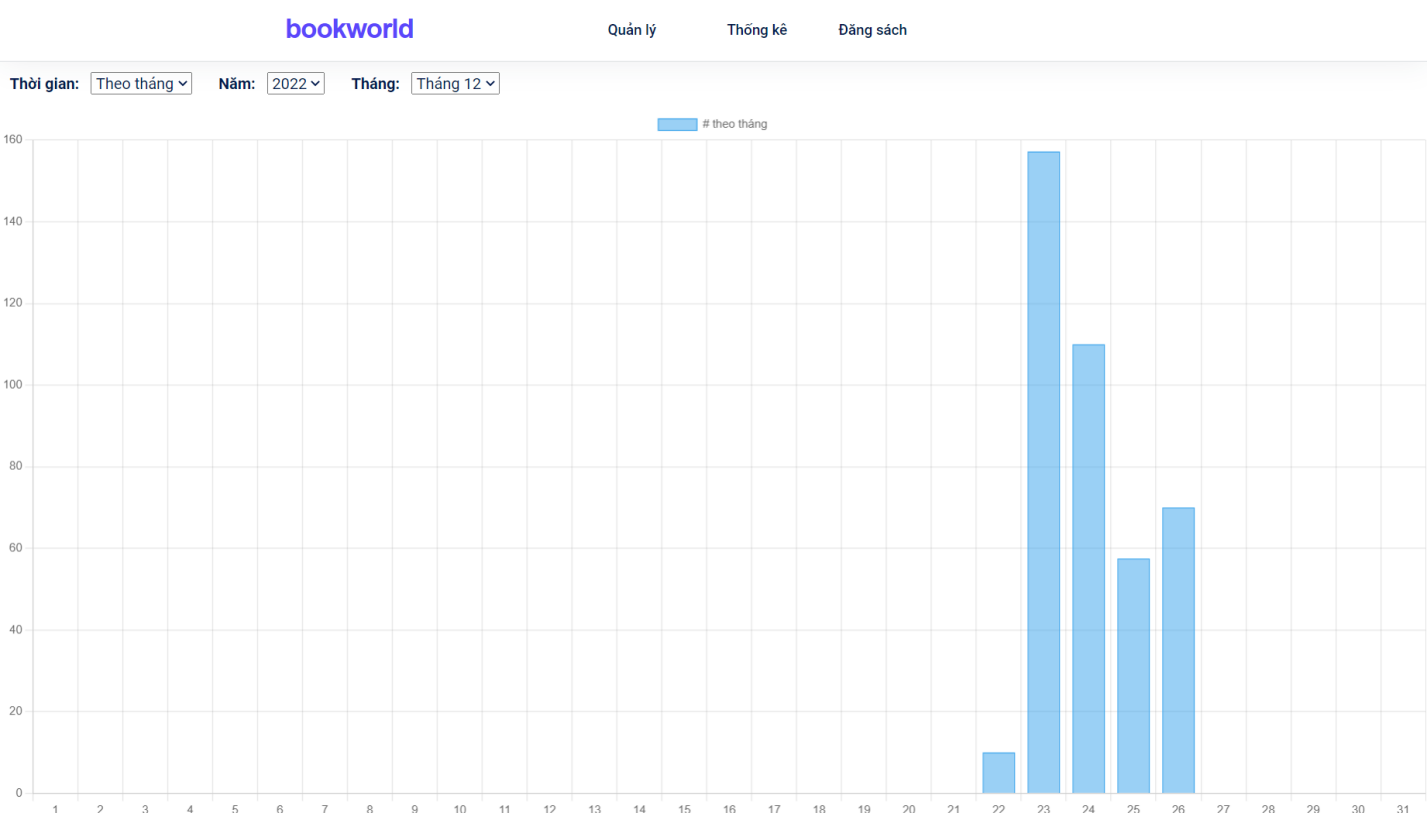 bookworld
Quản lý
Thống kê
Đăng sách
Thời gian: Theo tháng Năm: 2022 Tháng: Tháng 12
# theo tháng
160
140
120
100
80
60
40
20
0
1 2 3 4 5 6 7 8 9 10 11 12 13 14 15 16 17 18 19 20 21 22 23 24 25 26 27 28 29 30 31